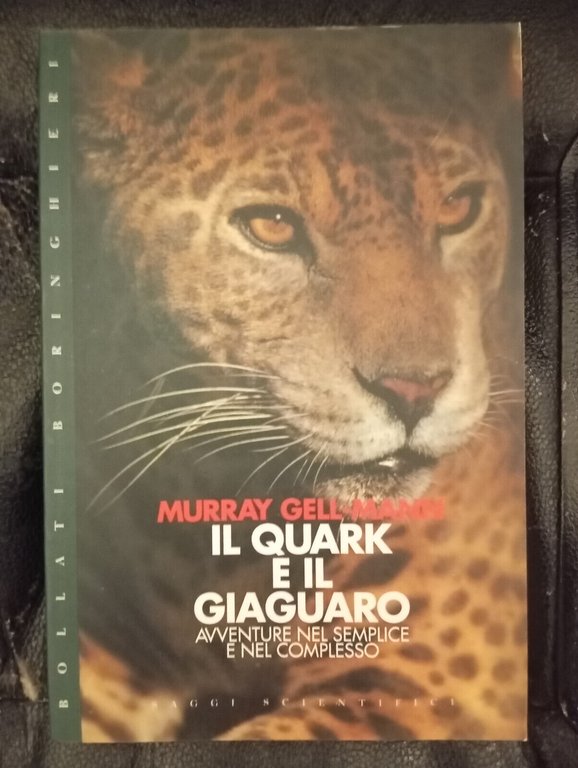 BOLLATI BORINGHIERI
MURRAY GELL-MANN
IL QUARK
E IL
GIAGUARO
AVVENTURE NEL SEMPLICE
E NEL COMPLESSO
SAGGI SCIENTIFICI